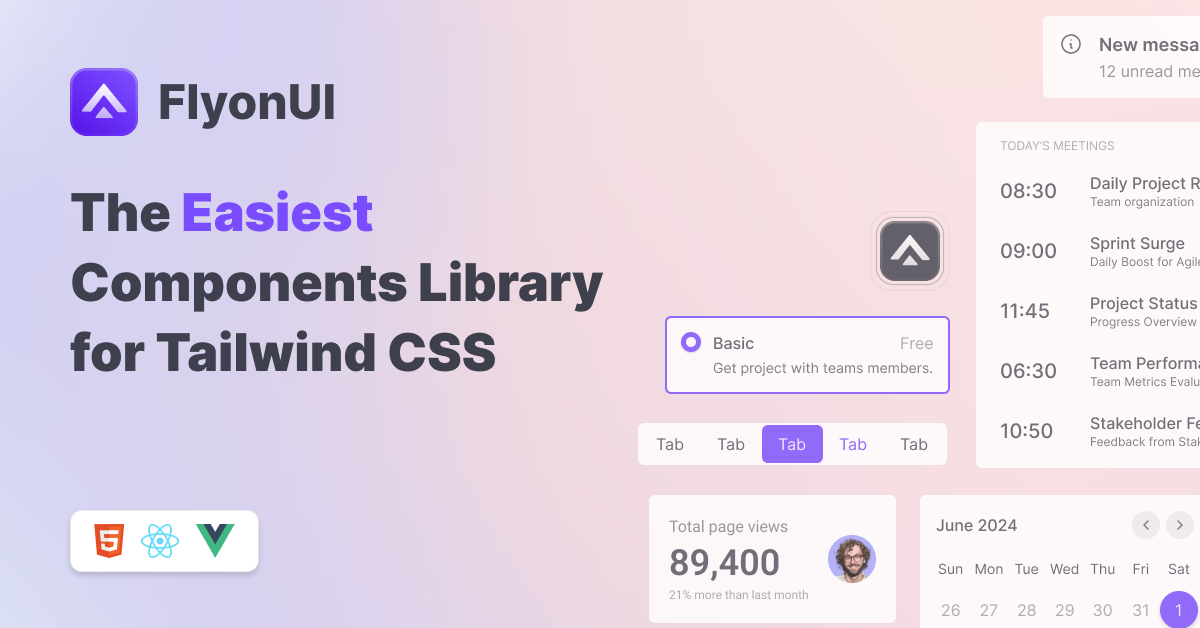 FlyonUI
The Easiest
Components Library
for Tailwind CSS
New messa
12 unread me
TODAY'S MEETINGS
08:30
Daily Project R
Team organization
09:00
Sprint Surge
Daily Boost for Agile
11:45
Project Status
Progress Overview
06:30
Team Performa
Team Metrics Evalu
10:50
Stakeholder Fe
Feedback from Stak
Basic Free
Get project with teams members.
Tab Tab Tab Tab Tab
Total page views
89,400
21% more than last month
June 2024
Sun Mon Tue Wed Thu Fri Sat
26 27 28 29 30 31 1